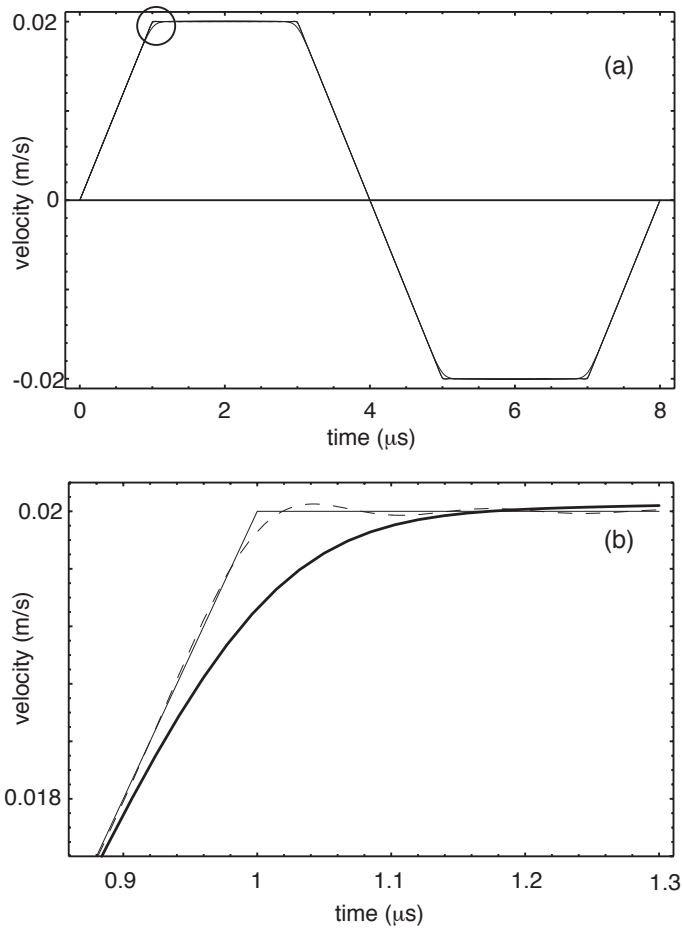 0.02
(a)
velocity (m/s)
0
-0.02
0 2 4 6 8
time (μs)
0.02
(b)
velocity (m/s)
0.018
0.9 1 1.1 1.2 1.3
time (μs)